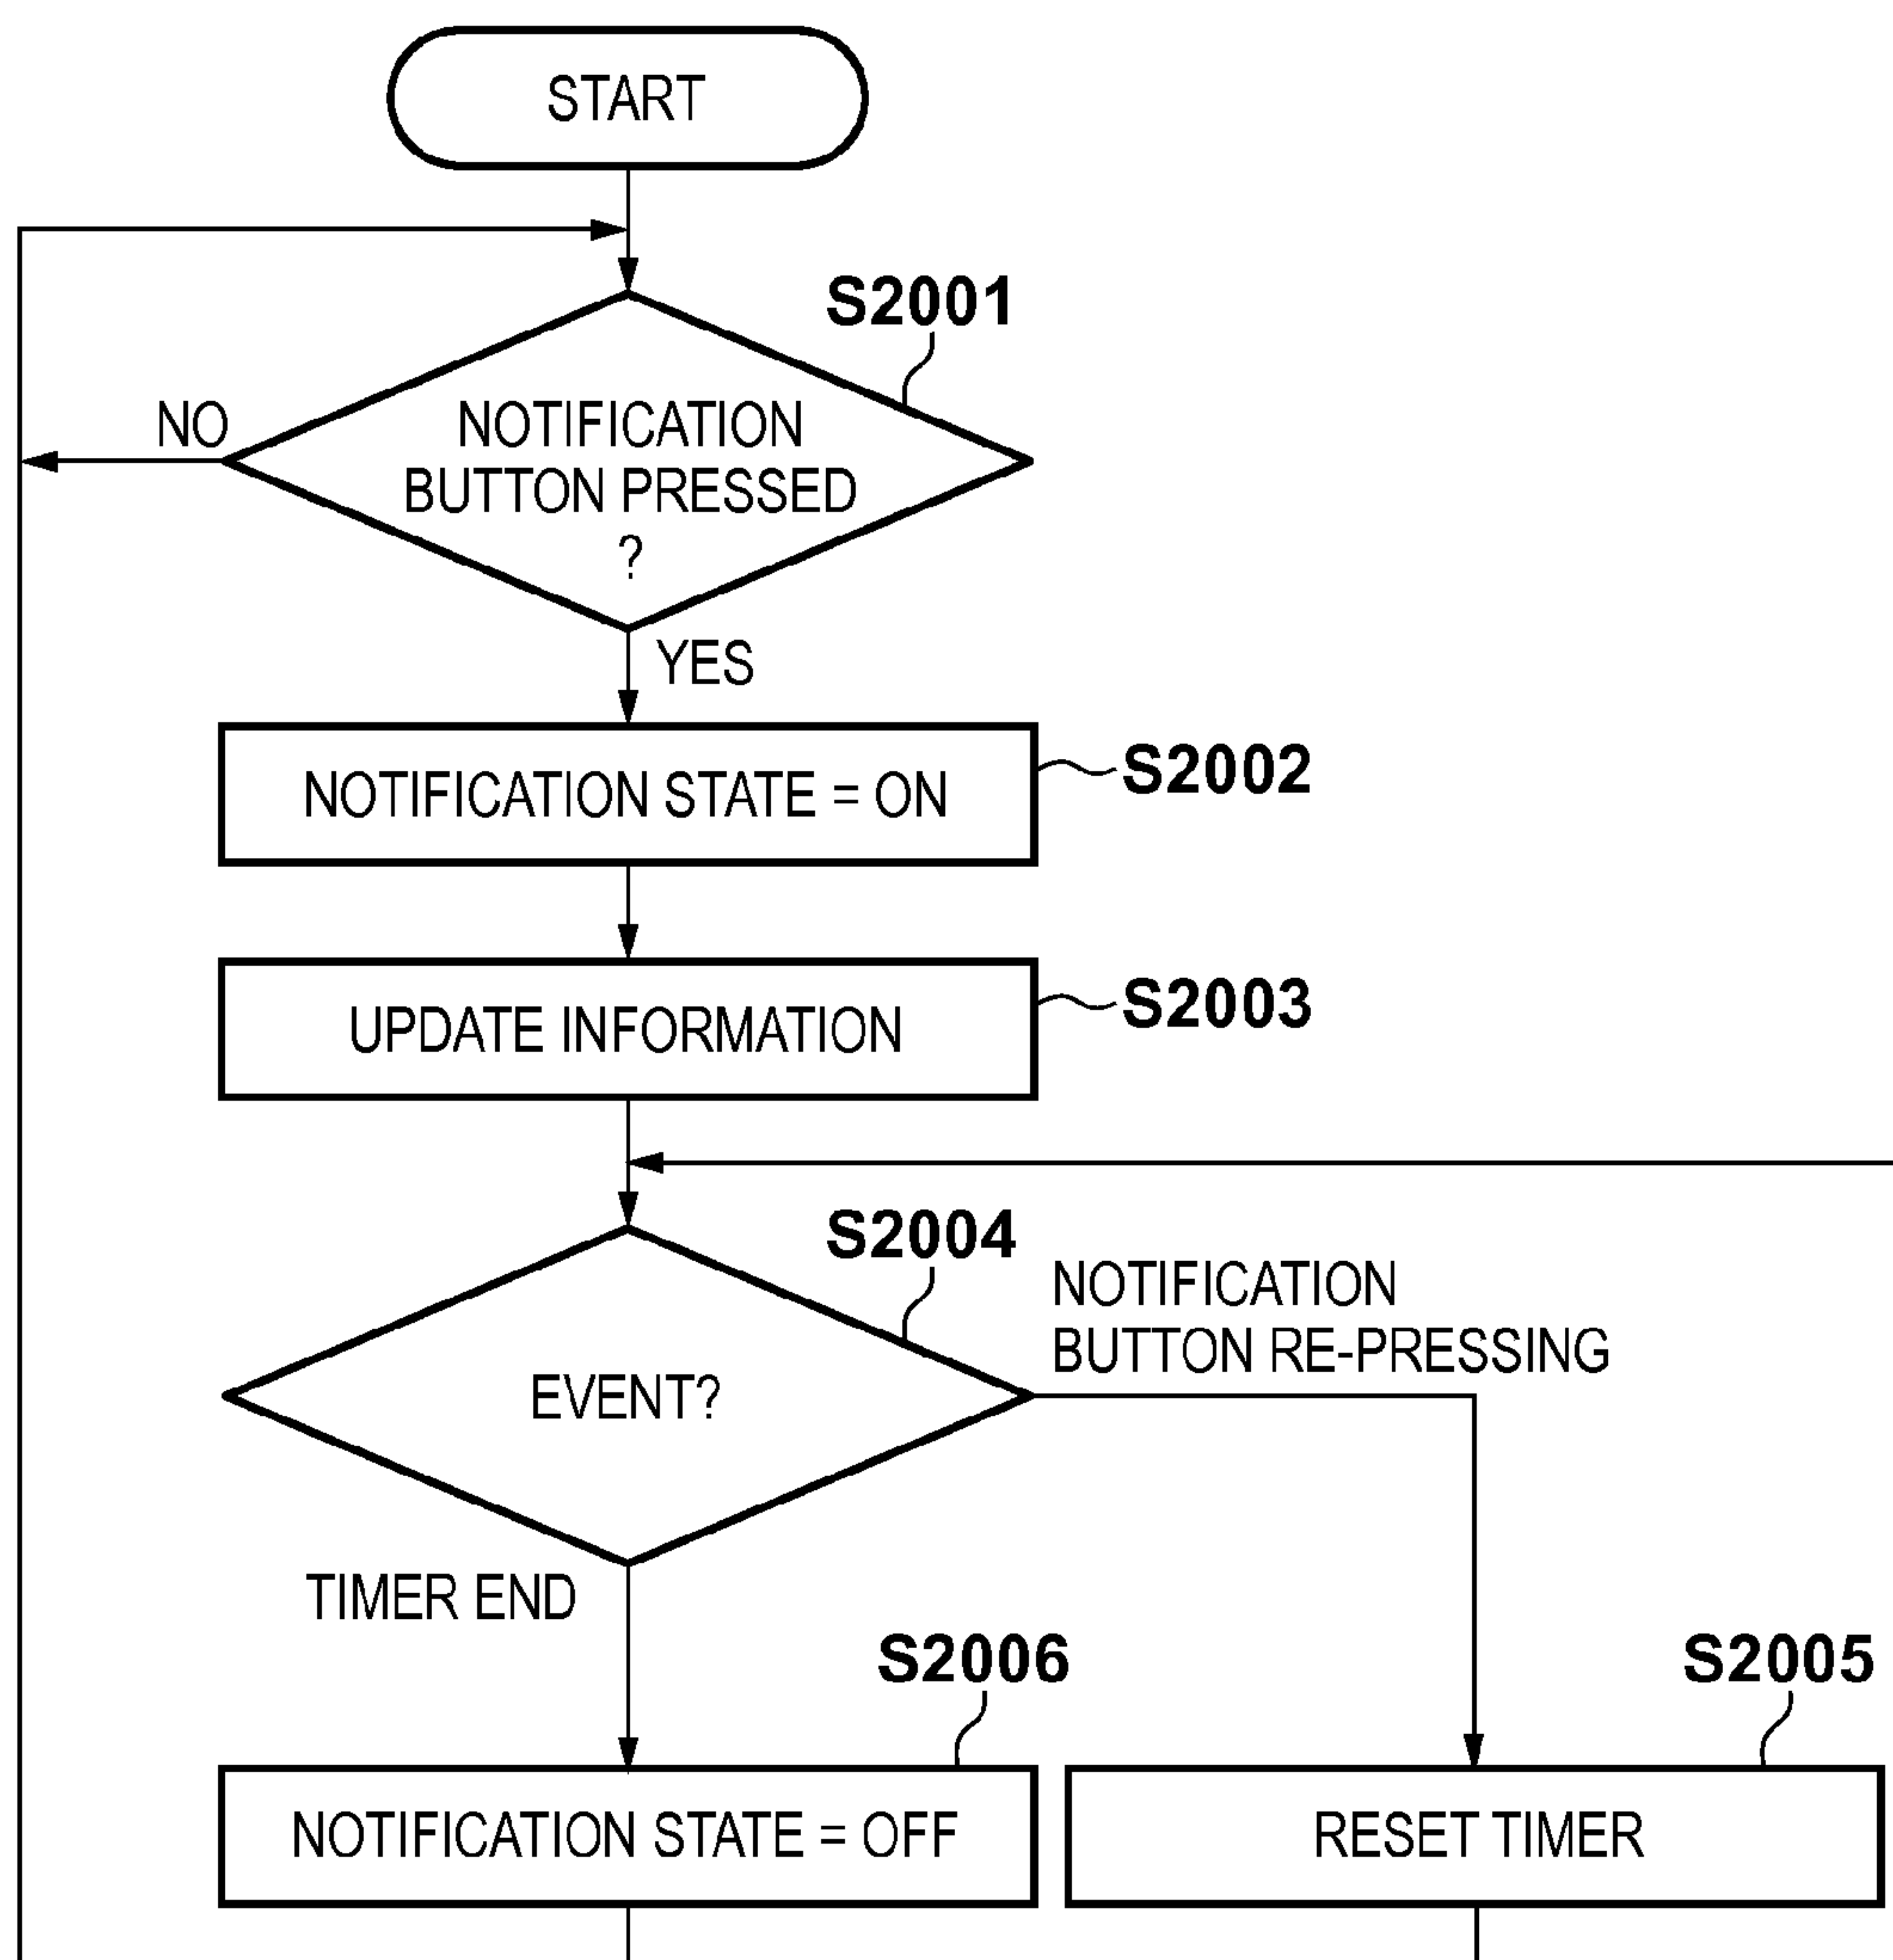 START
S2001
NO
NOTIFICATION
BUTTON PRESSED
?
YES
NOTIFICATION STATE = ON
S2002
UPDATE INFORMATION
S2003
S2004
NOTIFICATION
BUTTON RE-PRESSING
EVENT?
TIMER END
S2006
S2005
NOTIFICATION STATE = OFF
RESET TIMER